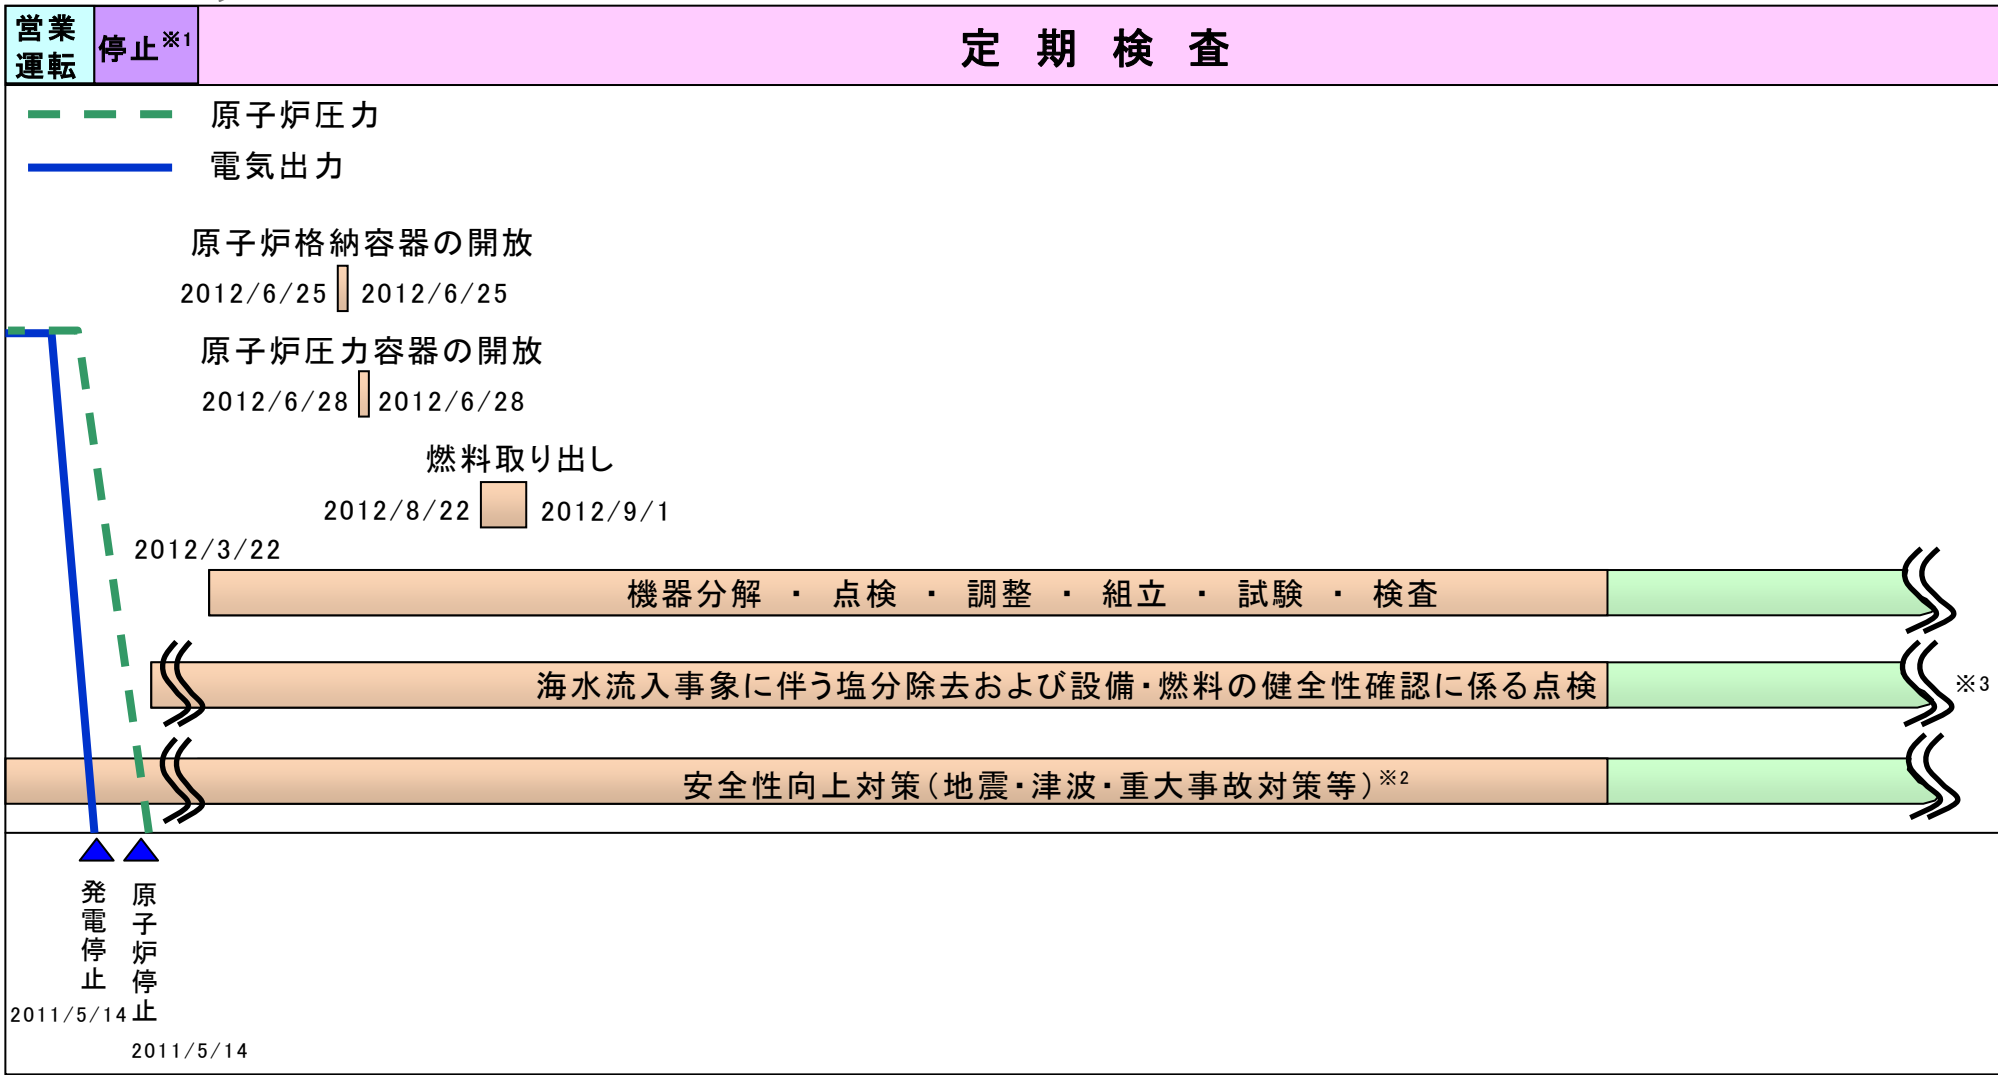 営業
運転
停止※1
定期検査
原子炉圧力
電気出力
原子炉格納容器の開放
2012/6/25 2012/6/25
原子炉圧力容器の開放
2012/6/28 2012/6/28
燃料取り出し
2012/8/22 2012/9/1
2012/3/22
機器分解 ・ 点検 ・ 調整 ・ 組立 ・ 試験 ・ 検査
海水流入事象に伴う塩分除去および設備・燃料の健全性確認に係る点検
※3
安全性向上対策(地震・津波・重大事故対策等)※2
発電停止
2011/5/14
原子炉停止
2011/5/14